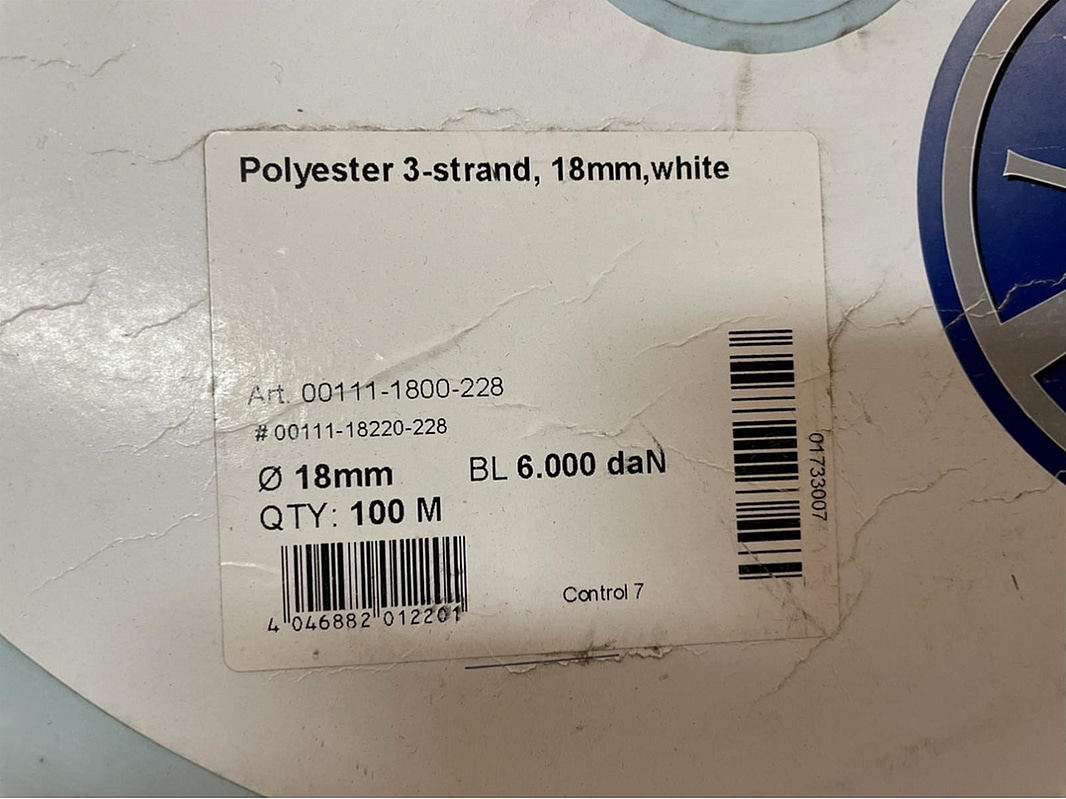 Polyester 3-strand, 18mm,white
Art. 00111-1800-228
# 00111-18220-228
Ø 18mm BL 6.000 daN
QTY: 100 M
4 046882 012201
Control 7
01733007